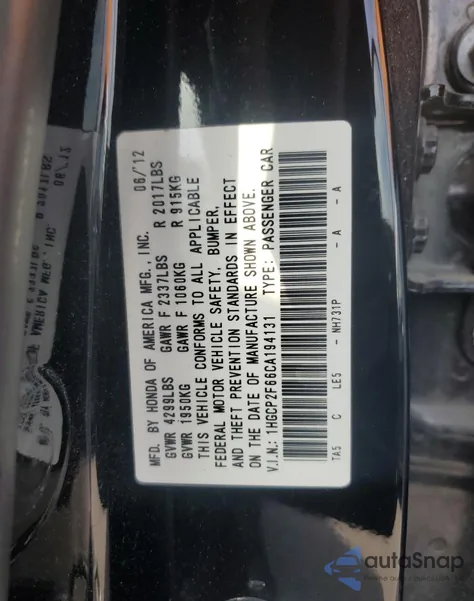 MFD. BY HONDA OF AMERICA MFG., INC. 06/12
GVWR 4299LBS GAWR F 2337LBS R 2017LBS
GVWR 1950KG GAWR F 1060KG R 915KG
THIS VEHICLE CONFORMS TO ALL APPLICABLE
FEDERAL MOTOR VEHICLE SAFETY, BUMPER,
AND THEFT PREVENTION STANDARDS IN EFFECT
ON THE DATE OF MANUFACTURE SHOWN ABOVE.
V.I.N.: 1HGCP2F66CA194131 TYPE: PASSENGER CAR
TA5 C LE5 - NH731P - A - A
autaSnap